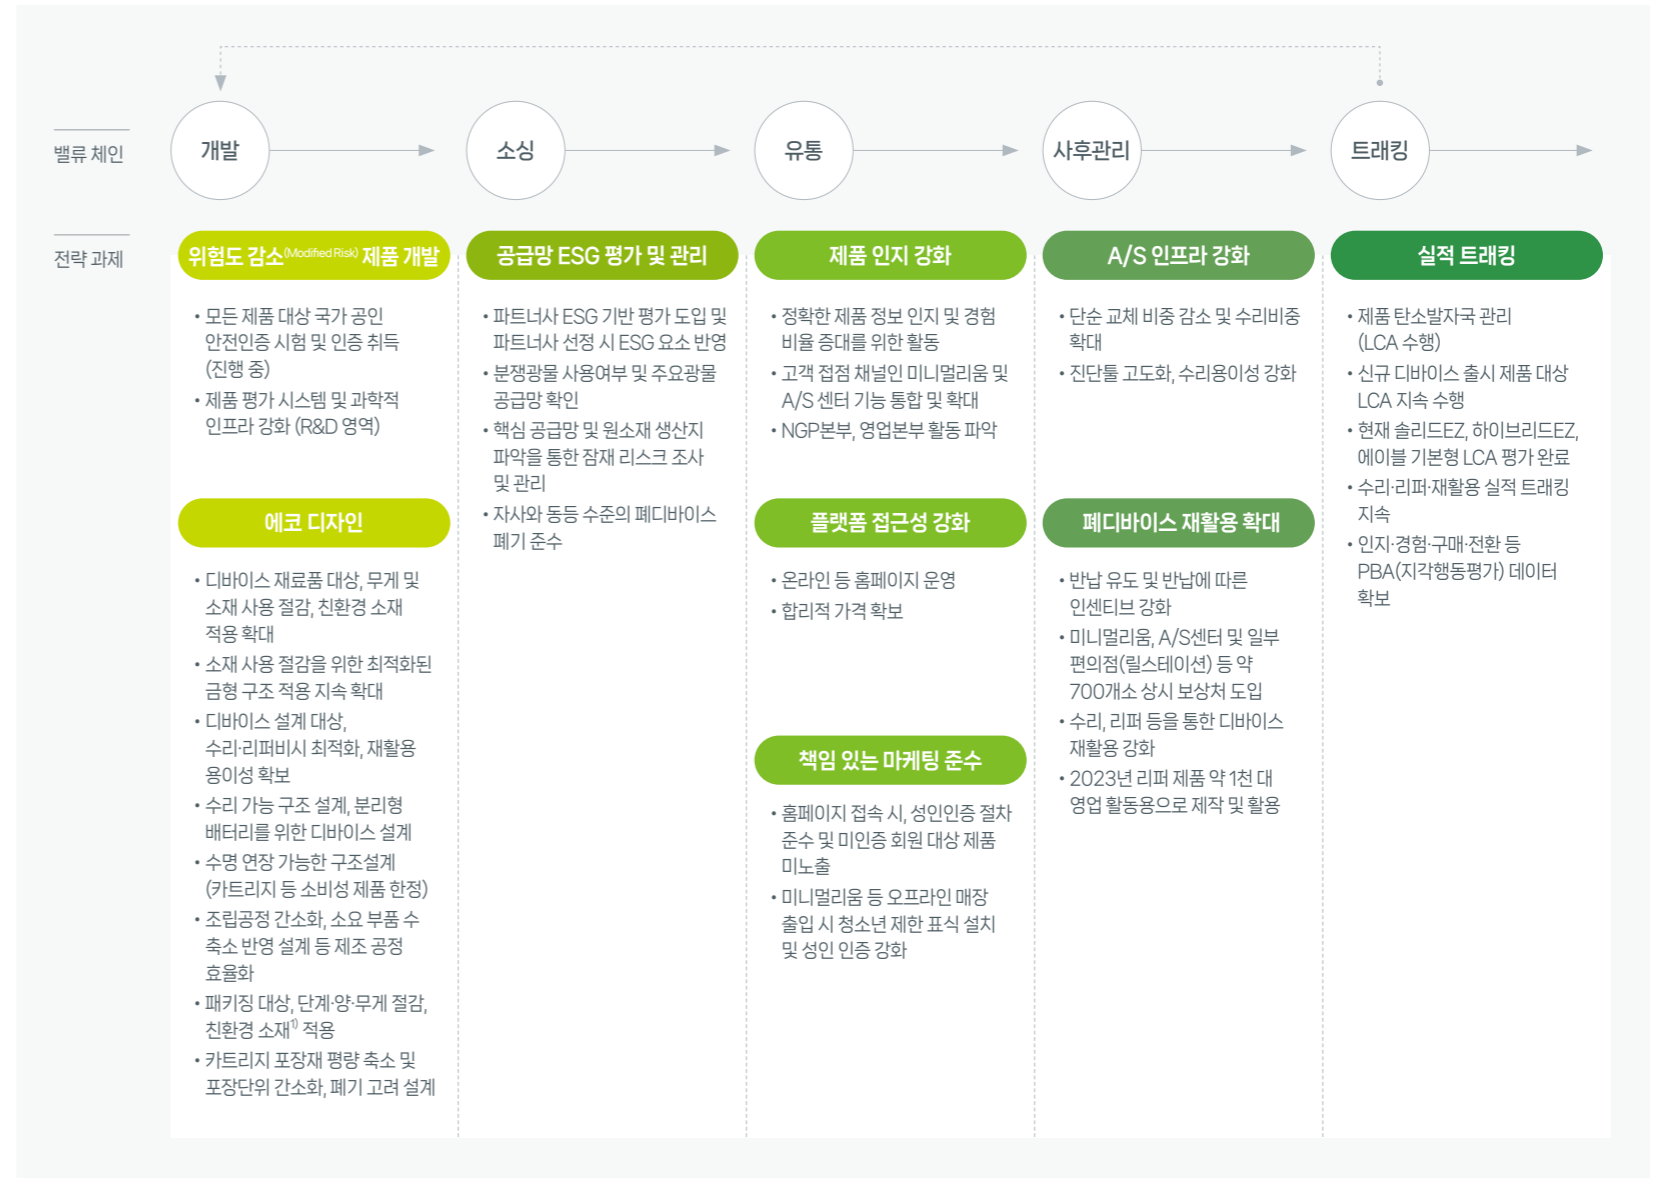 밸류 체인
개발
소싱
유통
사후관리
트래킹
전략 과제
위험도 감소(Modified Risk) 제품 개발
• 모든 제품 대상 국가 공인
안전인증 시험 및 인증 취득
(진행 중)
• 제품 평가 시스템 및 과학적
인프라 강화 (R&D 영역)
에코 디자인
• 디바이스 재료품 대상, 무게 및
소재 사용 절감, 친환경 소재
적용 확대
• 소재 사용 절감을 위한 최적화된
금형 구조 적용 지속 확대
• 디바이스 설계 대상,
수리·리퍼비시 최적화, 재활용
용이성 확보
• 수리 가능 구조 설계, 분리형
배터리를 위한 디바이스 설계
• 수명 연장 가능한 구조설계
(카트리지 등 소비성 제품 한정)
• 조립공정 간소화, 소요 부품 수
축소 반영 설계 등 제조 공정
효율화
• 패키징 대상, 단계·양·무게 절감,
친환경 소재1) 적용
• 카트리지 포장재 평량 축소 및
포장단위 간소화, 폐기 고려 설계
공급망 ESG 평가 및 관리
• 파트너사 ESG 기반 평가 도입 및
파트너사 선정 시 ESG 요소 반영
• 분쟁광물 사용여부 및 주요광물
공급망 확인
• 핵심 공급망 및 원소재 생산지
파악을 통한 잠재 리스크 조사
및 관리
• 자사와 동등 수준의 폐디바이스
폐기 준수
제품 인지 강화
• 정확한 제품 정보 인지 및 경험
비율 증대를 위한 활동
• 고객 접점 채널인 미니멀리움 및
A/S 센터 기능 통합 및 확대
• NGP본부, 영업본부 활동 파악
플랫폼 접근성 강화
• 온라인 등 홈페이지 운영
• 합리적 가격 확보
책임 있는 마케팅 준수
• 홈페이지 접속 시, 성인인증 절차
준수 및 미인증 회원 대상 제품
미노출
• 미니멀리움 등 오프라인 매장
출입 시 청소년 제한 표식 설치
및 성인 인증 강화
A/S 인프라 강화
• 단순 교체 비중 감소 및 수리비중
확대
• 진단툴 고도화, 수리용이성 강화
폐디바이스 재활용 확대
• 반납 유도 및 반납에 따른
인센티브 강화
• 미니멀리움, A/S센터 및 일부
편의점(릴스테이션) 등 약
700개소 상시 보상처 도입
• 수리, 리퍼 등을 통한 디바이스
재활용 강화
• 2023년 리퍼 제품 약 1천 대
영업 활동용으로 제작 및 활용
실적 트래킹
• 제품 탄소발자국 관리
(LCA 수행)
• 신규 디바이스 출시 제품 대상
LCA 지속 수행
• 현재 솔리드EZ, 하이브리드EZ,
에이블 기본형 LCA 평가 완료
• 수리·리퍼·재활용 실적 트래킹
지속
• 인지·경험·구매·전환 등
PBA(지각행동평가) 데이터
확보